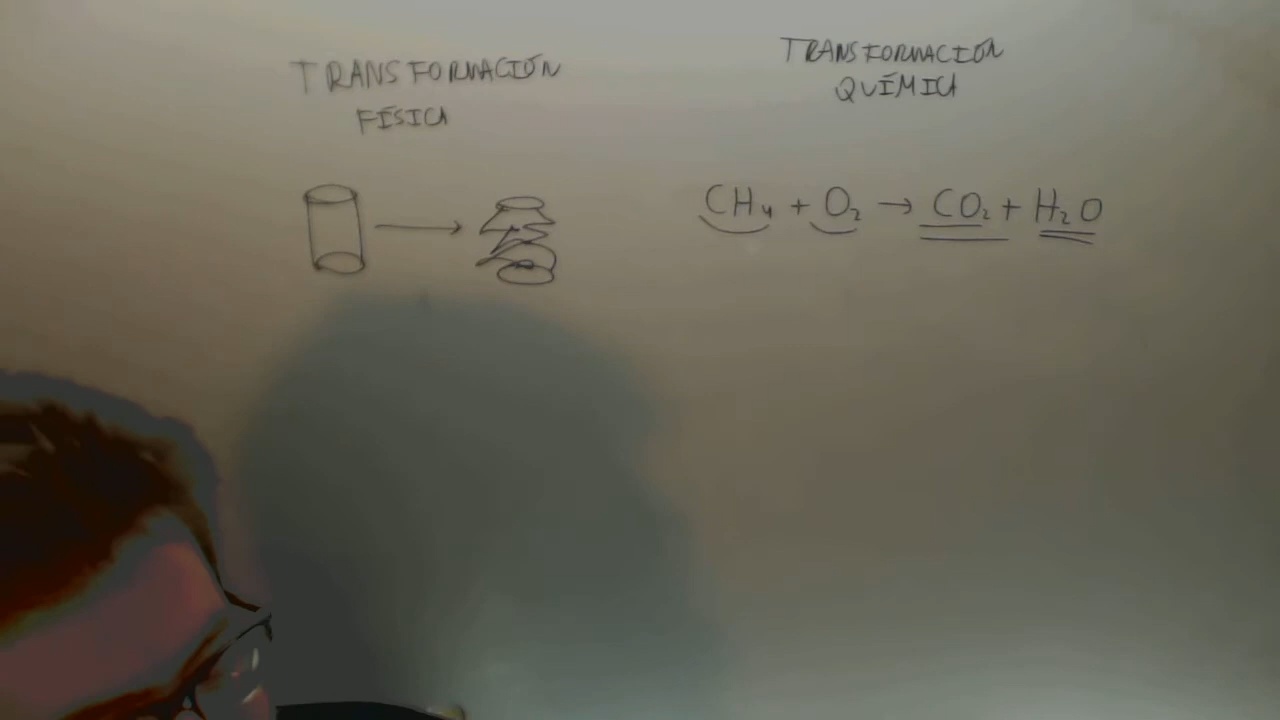 TRANSFORMACIÓN
FÍSICA
TRANSFORMACIÓN
QUÍMICA
CH₄ + O₂ → CO₂ + H₂O